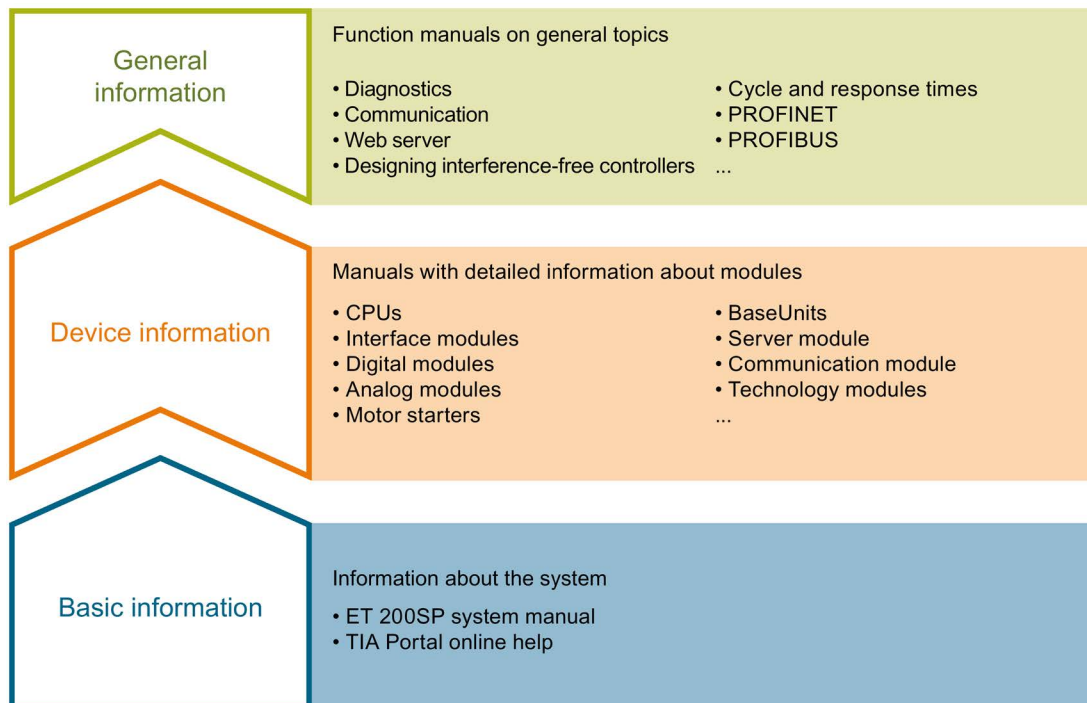 General
information
Function manuals on general topics
• Diagnostics
• Communication
• Web server
• Designing interference-free controllers
• Cycle and response times
• PROFINET
• PROFIBUS
...
Device information
Manuals with detailed information about modules
• CPUs
• Interface modules
• Digital modules
• Analog modules
• Motor starters
• BaseUnits
• Server module
• Communication module
• Technology modules
...
Basic information
Information about the system
• ET 200SP system manual
• TIA Portal online help